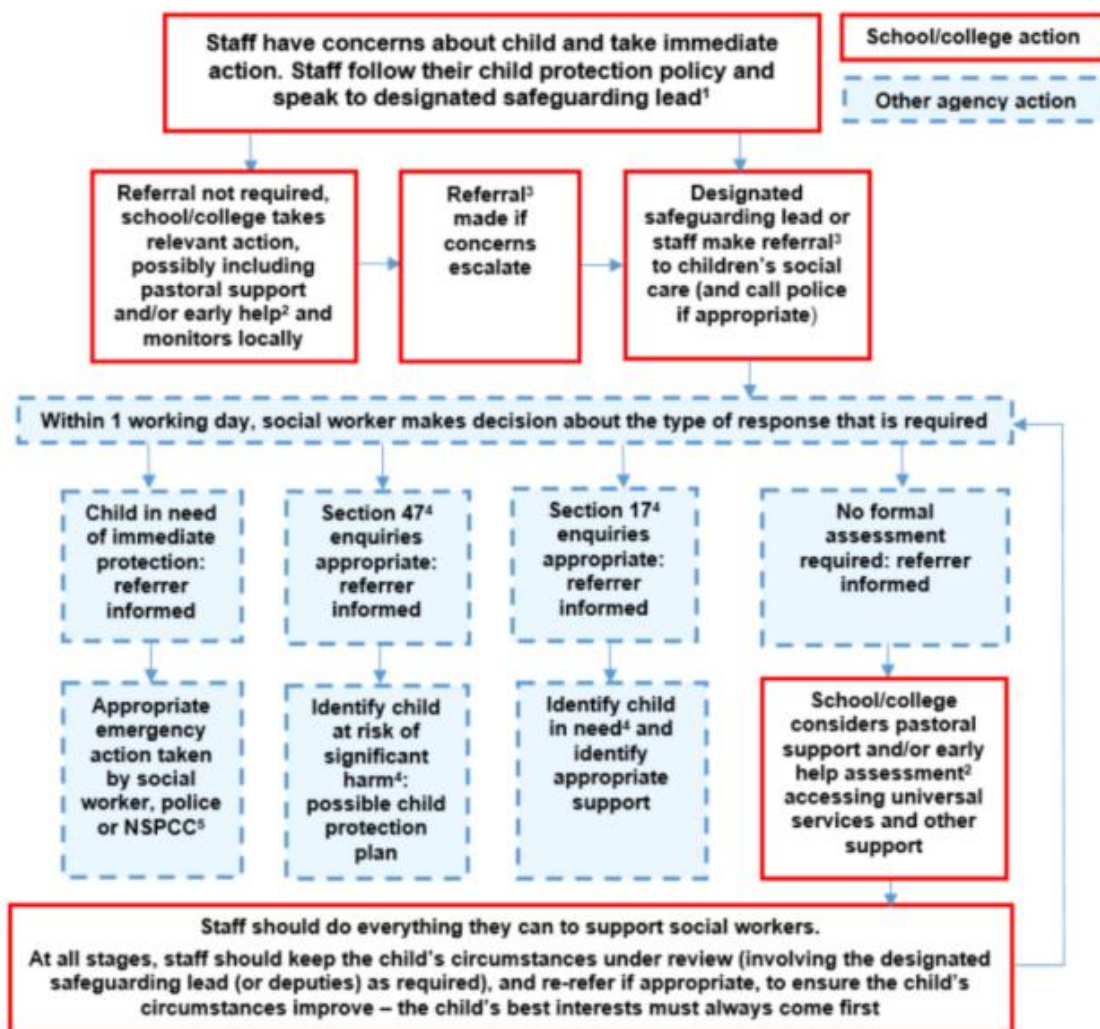 Staff have concerns about child and take immediate
action. Staff follow their child protection policy and
speak to designated safeguarding lead¹
School/college action
Other agency action
Referral not required,
school/college takes
relevant action,
possibly including
pastoral support
and/or early help² and
monitors locally
Referral³
made if
concerns
escalate
Designated
safeguarding lead or
staff make referral³
to children's social
care (and call police
if appropriate)
Within 1 working day, social worker makes decision about the type of response that is required
Child in need
of immediate
protection:
referrer
informed
Section 47⁴
enquiries
appropriate:
referrer
informed
Section 17⁴
enquiries
appropriate:
referrer
informed
No formal
assessment
required: referrer
informed
Appropriate
emergency
action taken
by social
worker, police
or NSPCC⁵
Identify child
at risk of
significant
harm⁴:
possible child
protection
plan
Identify child
in need⁴ and
identify
appropriate
support
School/college
considers pastoral
support and/or early
help assessment²
accessing universal
services and other
support
Staff should do everything they can to support social workers.
At all stages, staff should keep the child's circumstances under review (involving the designated
safeguarding lead (or deputies) as required), and re-refer if appropriate, to ensure the child's
circumstances improve – the child's best interests must always come first